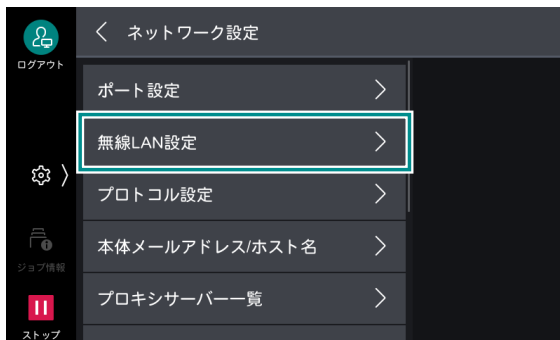 ログアウト
ネットワーク設定
ポート設定
無線LAN設定
プロトコル設定
本体メールアドレス/ホスト名
プロキシサーバー一覧
ジョブ情報
ストップ